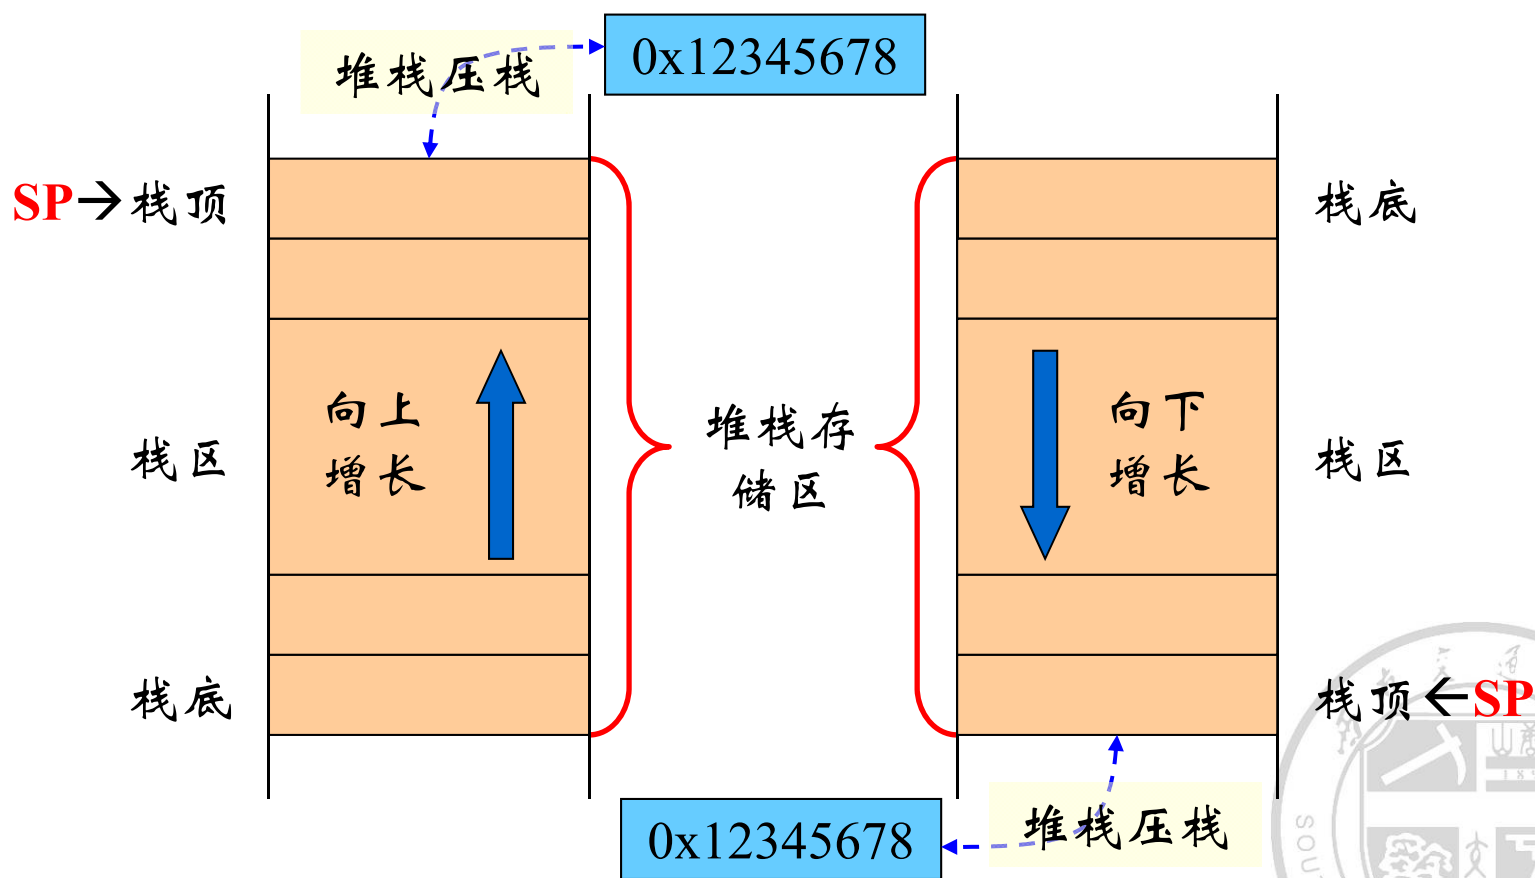 堆栈压栈
0x12345678
SP→栈顶
栈底
向上
增长
栈区
堆栈存
储区
向下
增长
栈区
栈底
栈顶←SP
0x12345678
堆栈压栈
SOU